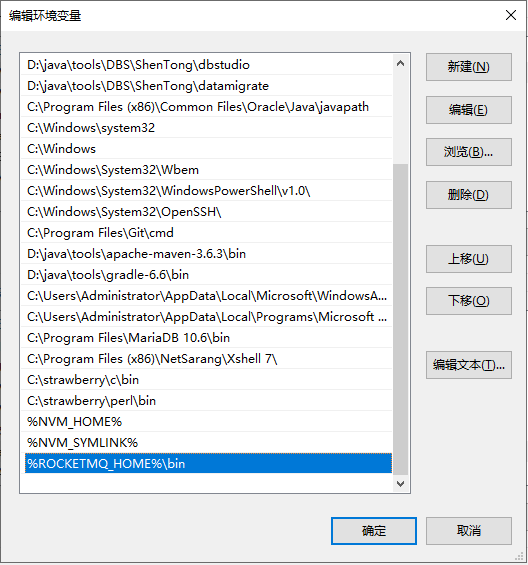 编辑环境变量
D:\java\tools\DBS\ShenTong\dbstudio
D:\java\tools\DBS\ShenTong\datamigrate
C:\Program Files (x86)\Common Files\Oracle\Java\javapath
C:\Windows\system32
C:\Windows
C:\Windows\System32\Wbem
C:\Windows\System32\WindowsPowerShell\v1.0\
C:\Windows\System32\OpenSSH\
C:\Program Files\Git\cmd
D:\java\tools\apache-maven-3.6.3\bin
D:\java\tools\gradle-6.6\bin
C:\Users\Administrator\AppData\Local\Microsoft\WindowsA...
C:\Users\Administrator\AppData\Local\Programs\Microsoft ...
C:\Program Files\MariaDB 10.6\bin
C:\Program Files (x86)\NetSarang\Xshell 7\
C:\strawberry\c\bin
C:\strawberry\perl\bin
%NVM_HOME%
%NVM_SYMLINK%
%ROCKETMQ_HOME%\bin
新建(N)
编辑(E)
浏览(B)...
删除(D)
上移(U)
下移(O)
编辑文本(T)...
确定
取消